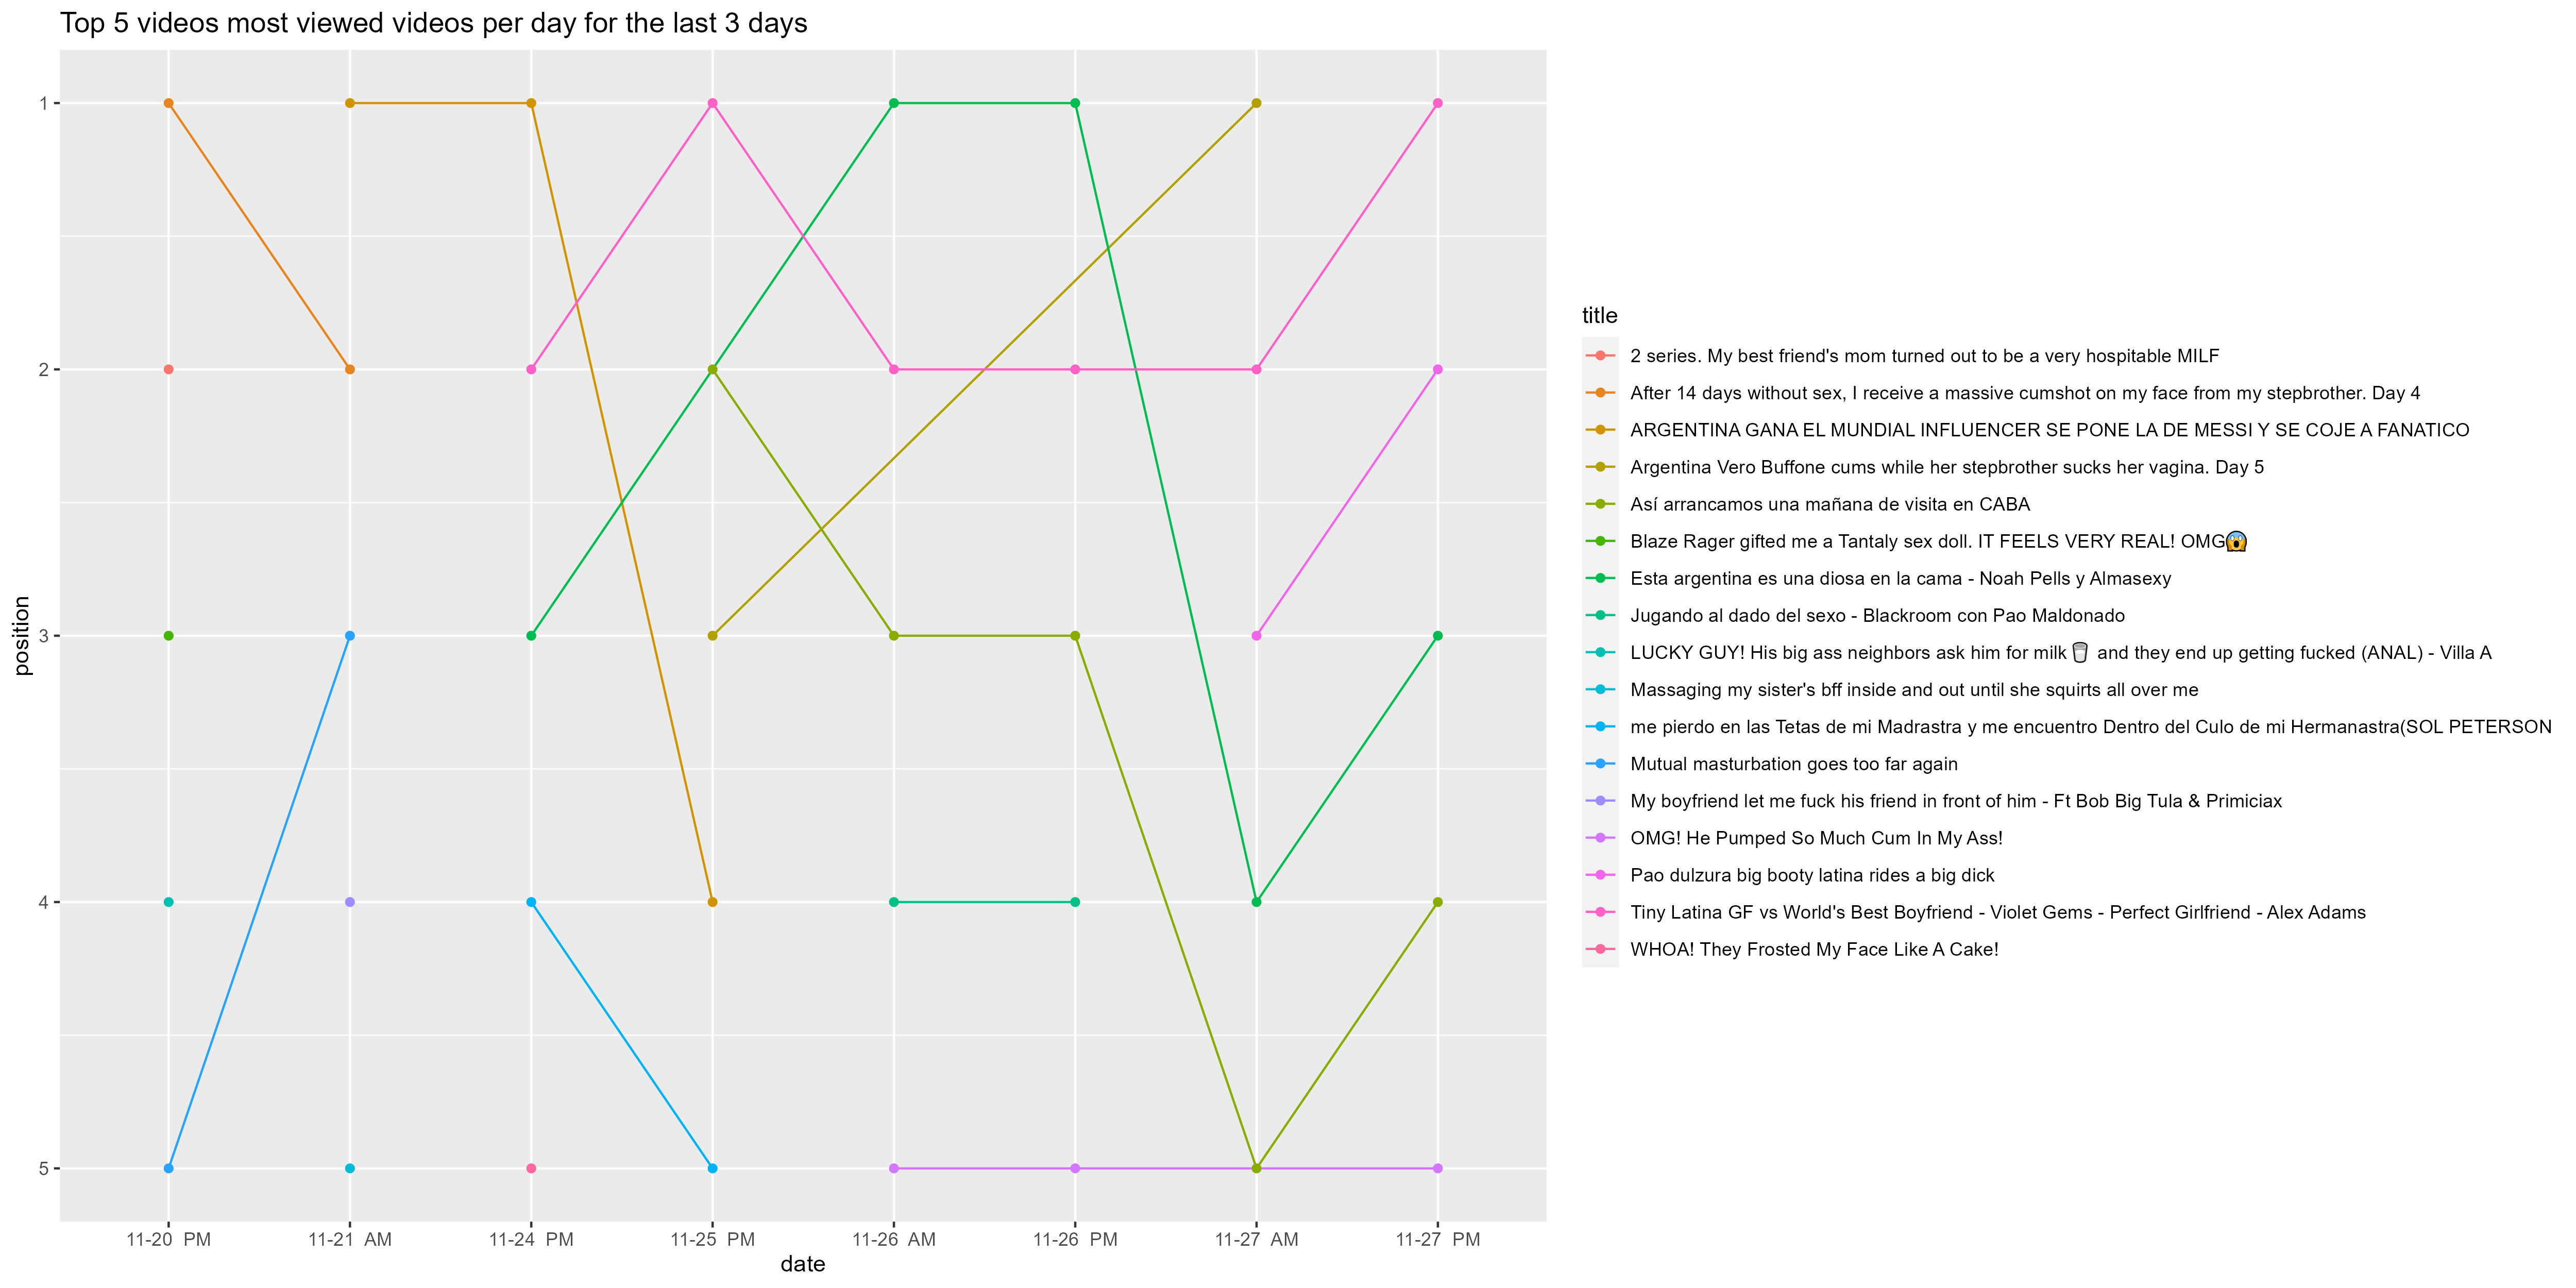 Top 5 videos most viewed videos per day for the last 3 days
1
2
3
4
5
position
11-20 PM
11-21 AM
11-24 PM
11-25 PM
11-26 AM
11-26 PM
11-27 AM
11-27 PM
date
title
2 series. My best friend's mom turned out to be a very hospitable MILF
After 14 days without sex, I receive a massive cumshot on my face from my stepbrother. Day 4
ARGENTINA GANA EL MUNDIAL INFLUENCER SE PONE LA DE MESSI Y SE COJE A FANATICO
Argentina Vero Buffone cums while her stepbrother sucks her vagina. Day 5
Así arrancamos una mañana de visita en CABA
Blaze Rager gifted me a Tantaly sex doll. IT FEELS VERY REAL! OMG😱
Esta argentina es una diosa en la cama - Noah Pells y Almasexy
Jugando al dado del sexo - Blackroom con Pao Maldonado
LUCKY GUY! His big ass neighbors ask him for milk🥛 and they end up getting fucked (ANAL) - Villa A
Massaging my sister's bff inside and out until she squirts all over me
me pierdo en las Tetas de mi Madrastra y me encuentro Dentro del Culo de mi Hermanastra(SOL PETERSON
Mutual masturbation goes too far again
My boyfriend let me fuck his friend in front of him - Ft Bob Big Tula & Primiciax
OMG! He Pumped So Much Cum In My Ass!
Pao dulzura big booty latina rides a big dick
Tiny Latina GF vs World's Best Boyfriend - Violet Gems - Perfect Girlfriend - Alex Adams
WHOA! They Frosted My Face Like A Cake!